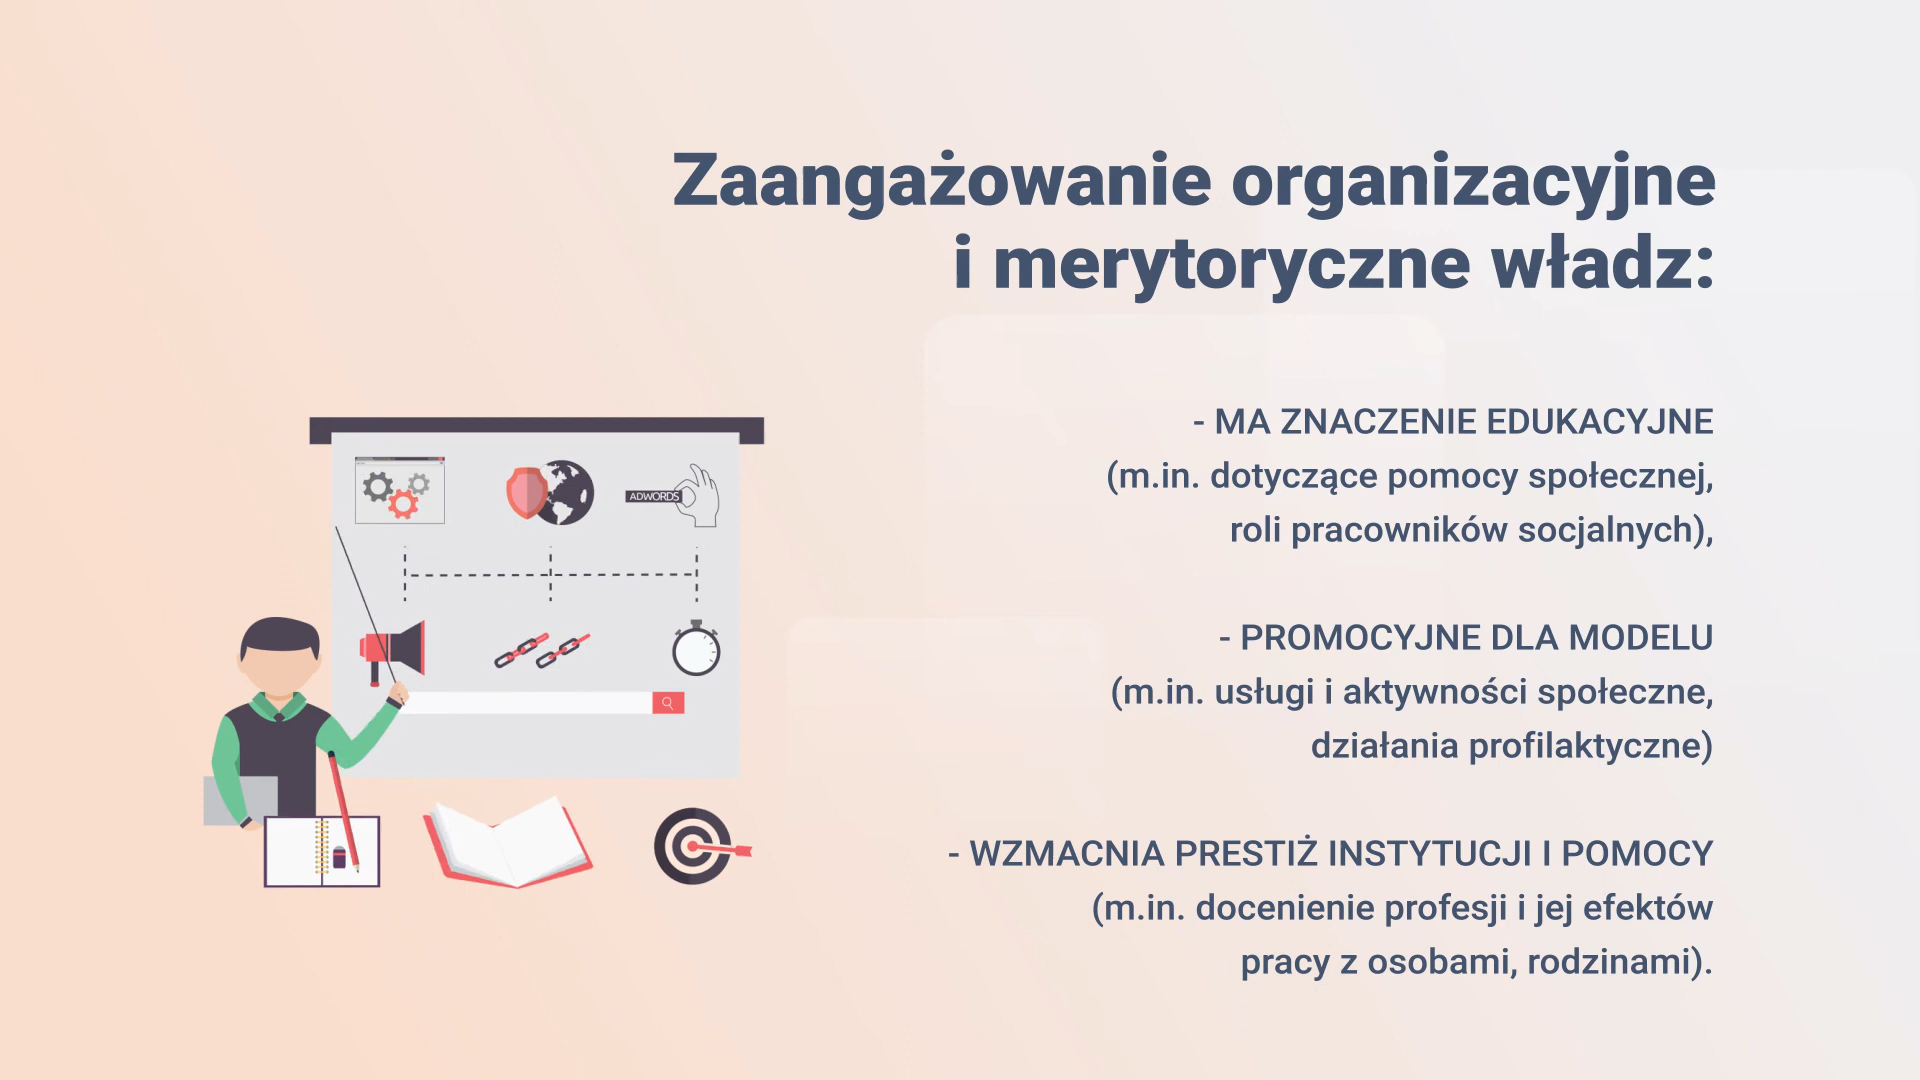 Zaangażowanie organizacyjne
i merytoryczne władz:
- MA ZNACZENIE EDUKACYJNE
(m.in. dotyczące pomocy społecznej,
roli pracowników socjalnych),
- PROMOCYJNE DLA MODELU
(m.in. usługi i aktywności społeczne,
działania profilaktyczne)
- WZMACNIA PRESTIŻ INSTYTUCJI I POMOCY
(m.in. docenienie profesji i jej efektów
pracy z osobami, rodzinami).
ADWORDS